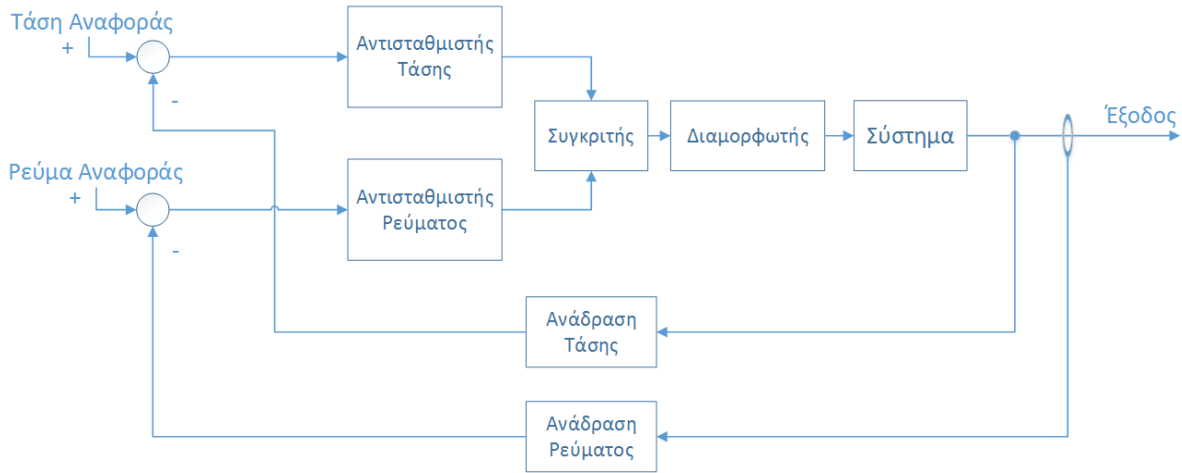 Τάση Αναφοράς
+
-
Αντισταθμιστής
Τάσης
Ρεύμα Αναφοράς
+
-
Αντισταθμιστής
Ρεύματος
Συγκριτής
Διαμορφωτής
Σύστημα
Έξοδος
Ανάδραση
Τάσης
Ανάδραση
Ρεύματος